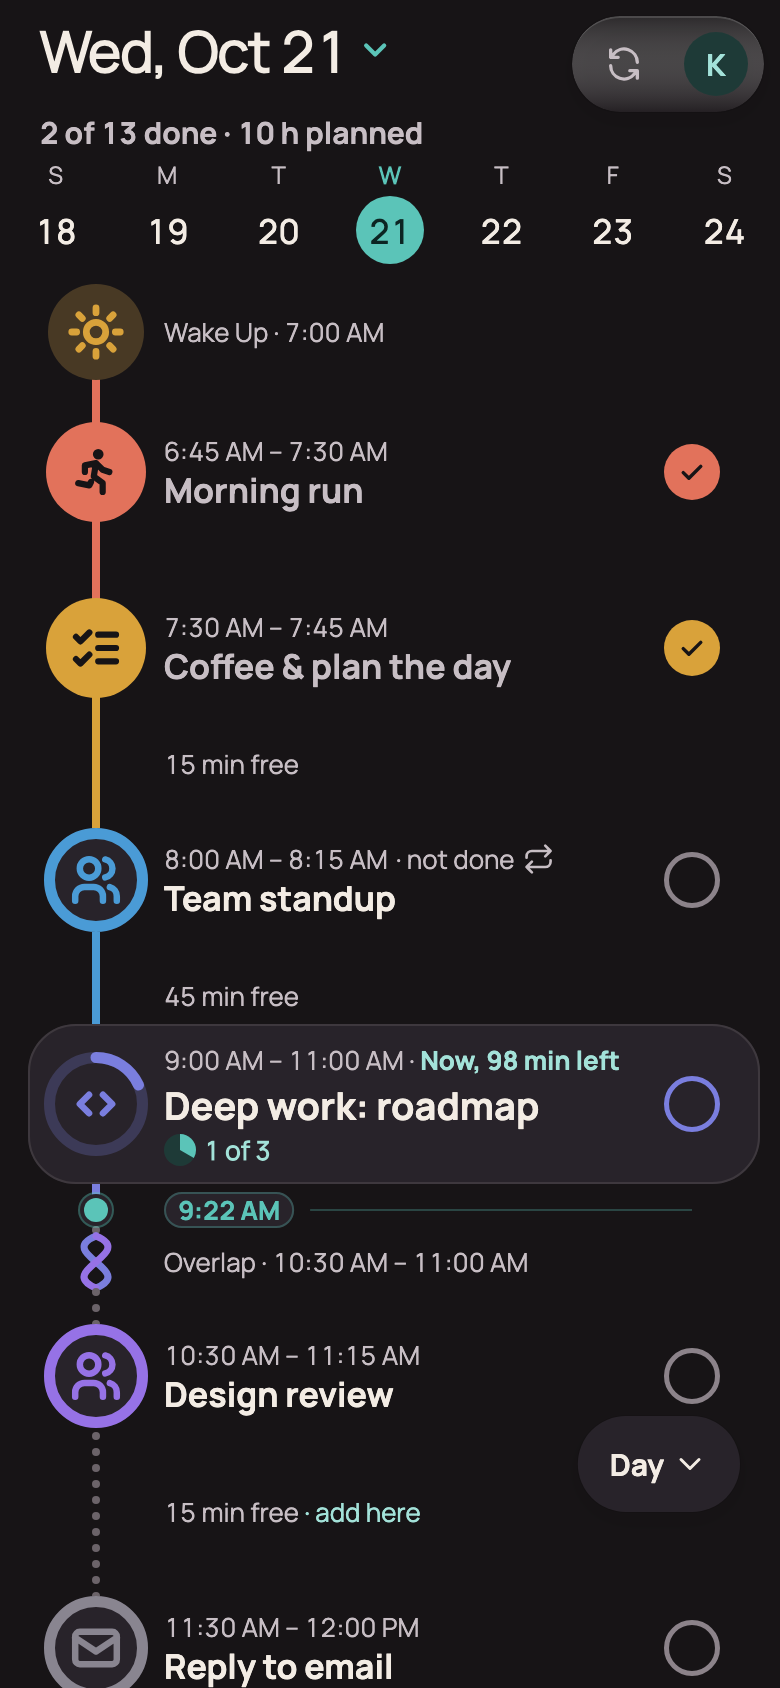 Wed, Oct 21
K
2 of 13 done · 10 h planned
S M T W T F S
18 19 20 21 22 23 24
Wake Up · 7:00 AM
6:45 AM – 7:30 AM
Morning run
7:30 AM – 7:45 AM
Coffee & plan the day
15 min free
8:00 AM – 8:15 AM · not done
Team standup
45 min free
9:00 AM – 11:00 AM · Now, 98 min left
Deep work: roadmap
1 of 3
9:22 AM
Overlap · 10:30 AM – 11:00 AM
10:30 AM – 11:15 AM
Design review
Day
15 min free · add here
11:30 AM – 12:00 PM
Reply to email